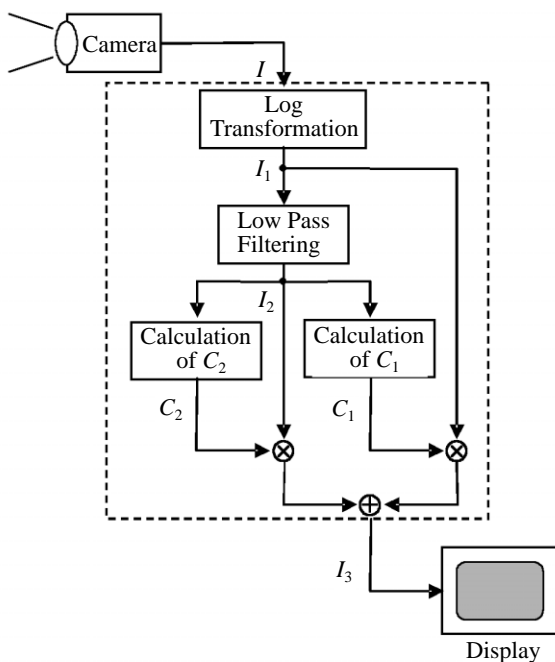 Camera
I
Log
Transformation
I₁
Low Pass
Filtering
I₂
Calculation
of C₂
Calculation
of C₁
C₂
C₁
I₃
Display